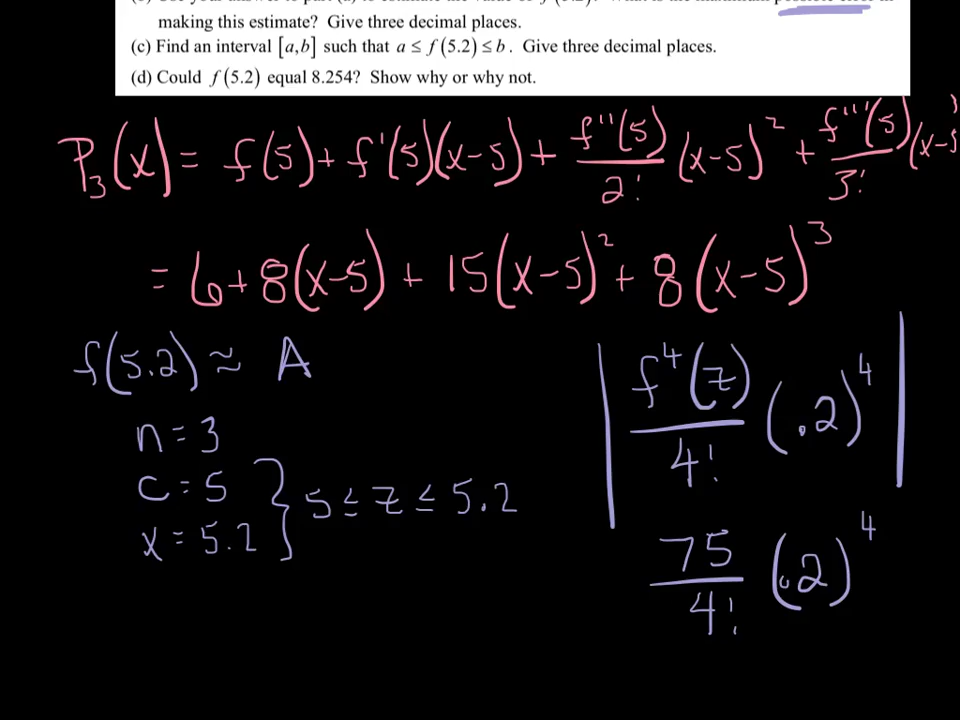 making this estimate? Give three decimal places.
(c) Find an interval [a,b] such that a ≤ f(5.2) ≤ b. Give three decimal places.
(d) Could f(5.2) equal 8.254? Show why or why not.
P₃(x) = f(5) + f'(5)(x-5) + f''(5)/2! (x-5)² + f'''(5)/3! (x-5)³
= 6 + 8(x-5) + 15(x-5)² + 8(x-5)³
f(5.2) ≈ A
n = 3
c = 5
x = 5.2
5 ≤ z ≤ 5.2
| f⁴(z)/4! (.2)⁴ |
75/4! (.2)⁴